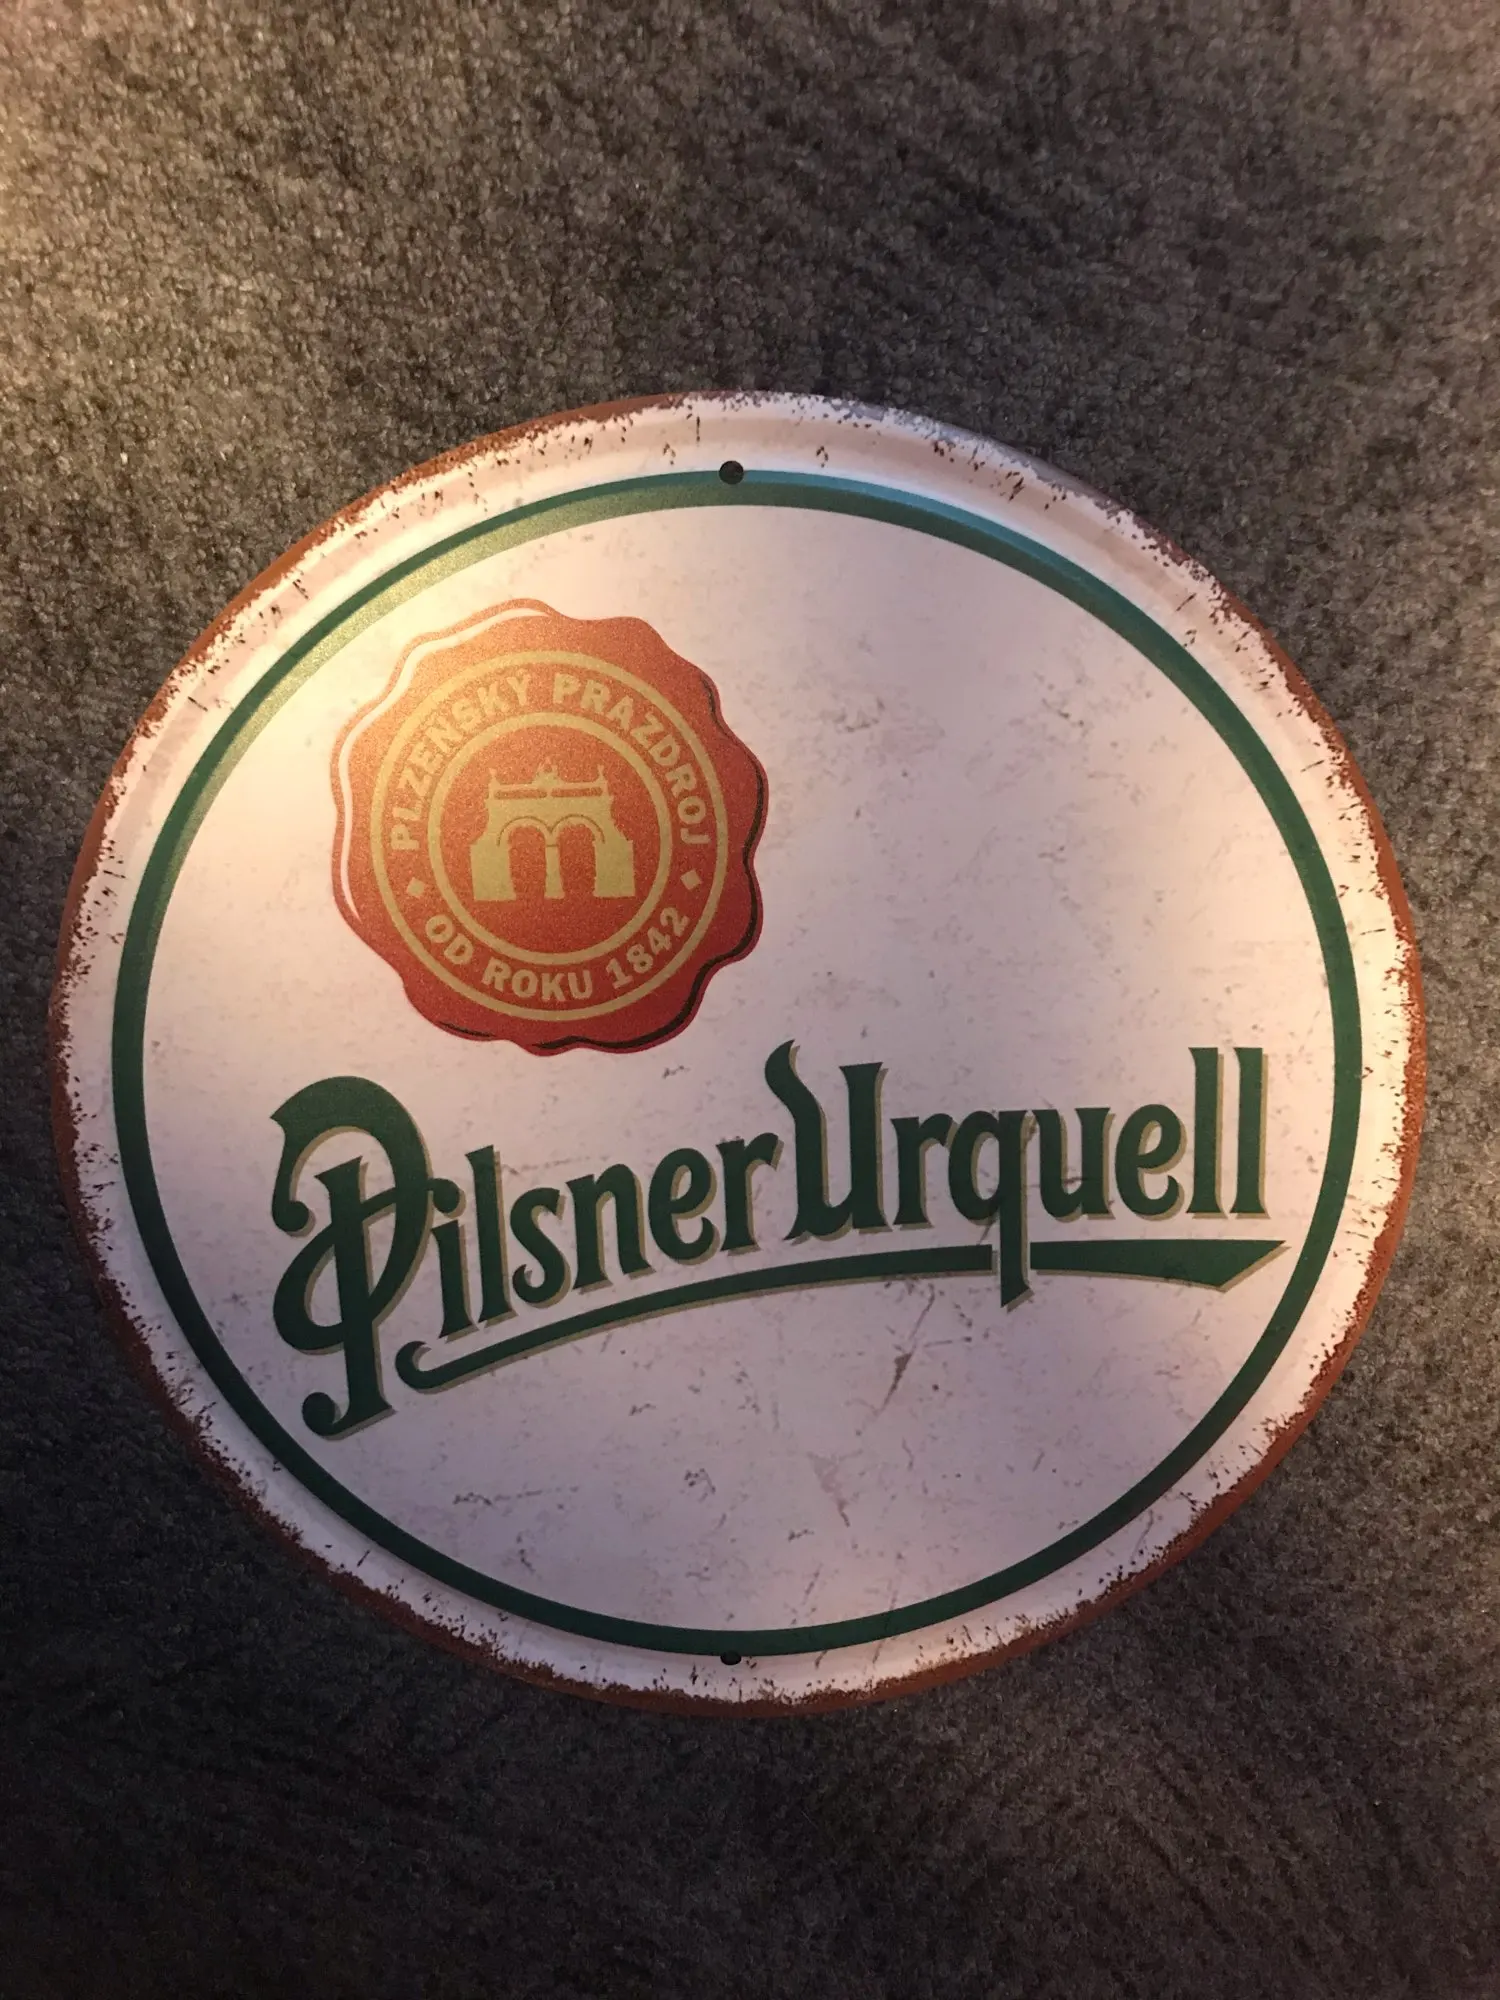 PLZEŇSKÝ PRAZDROJ
OD ROKU 1842
Pilsner Urquell